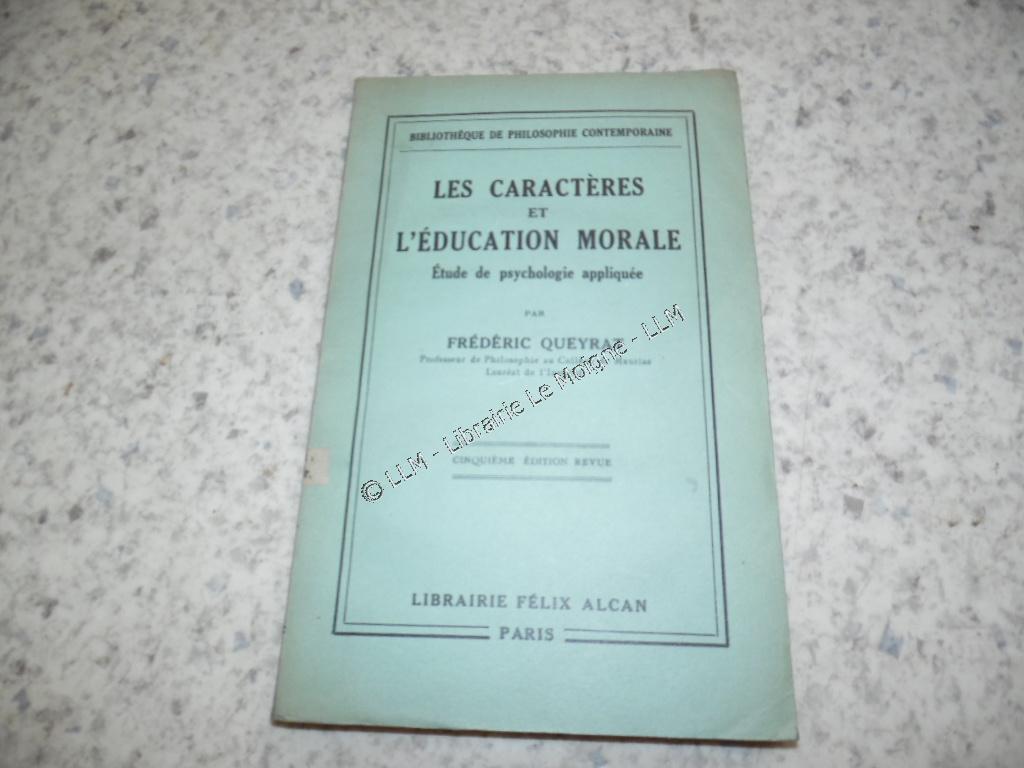 BIBLIOTHÈQUE DE PHILOSOPHIE CONTEMPORAINE
LES CARACTÈRES
ET
L'ÉDUCATION MORALE
Étude de psychologie appliquée
PAR
FRÉDÉRIC QUEYRAT
Professeur de Philosophie au
Lauréat de
© LLM - Librairie Le Moigne - LLM
CINQUIÈME ÉDITION REVUE
LIBRAIRIE FÉLIX ALCAN
PARIS